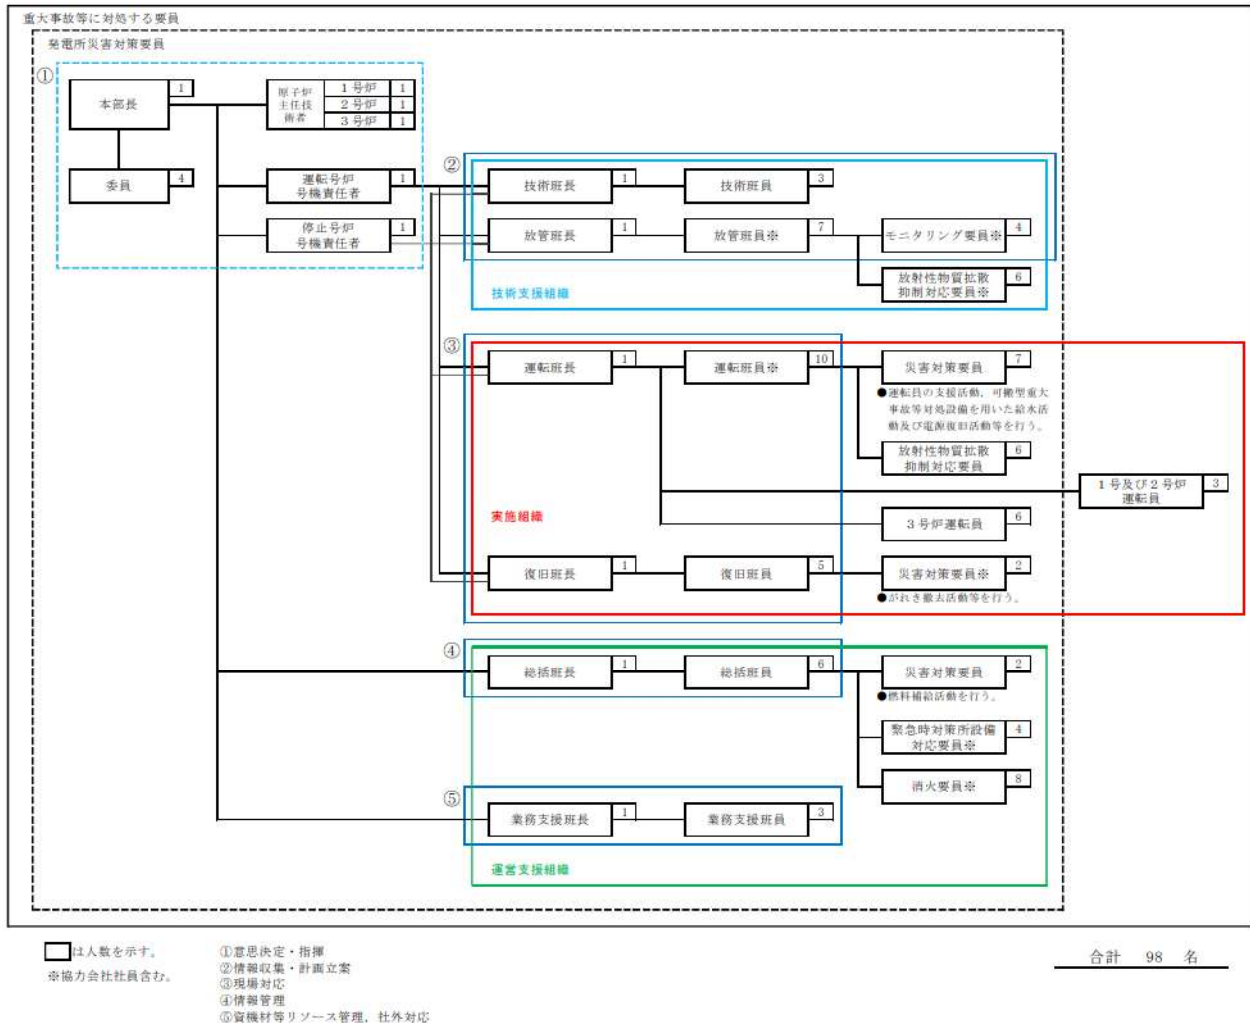 重大事故等に対処する要員
発電所災害対策要員
①
本部長
1
原子炉
主任技
術者
1号炉
1
2号炉
1
3号炉
1
委員
4
運転号炉
号機責任者
1
停止号炉
号機責任者
1
②
技術班長
1
技術班員
3
放管班長
1
放管班員※
7
モニタリング要員※
4
放射性物質拡散
抑制対応要員※
6
技術支援組織
③
運転班長
1
運転班員※
10
災害対策要員
7
●運転員の支援活動，可搬型重大
事故等対処設備を用いた給水活
動及び電源復旧活動等を行う。
放射性物質拡散
抑制対応要員
6
1号及び2号炉
運転員
3
3号炉運転員
6
実施組織
復旧班長
1
復旧班員
5
災害対策要員※
2
●がれき撤去活動等を行う。
④
総括班長
1
総括班員
6
災害対策要員
2
●燃料補給活動を行う。
緊急時対策所設備
対応要員※
4
消火要員※
8
⑤
業務支援班長
1
業務支援班員
3
運営支援組織
は人数を示す。
※協力会社社員含む。
①意思決定・指揮
②情報収集・計画立案
③現場対応
④情報管理
⑤資機材等リソース管理，社外対応
合計 98 名